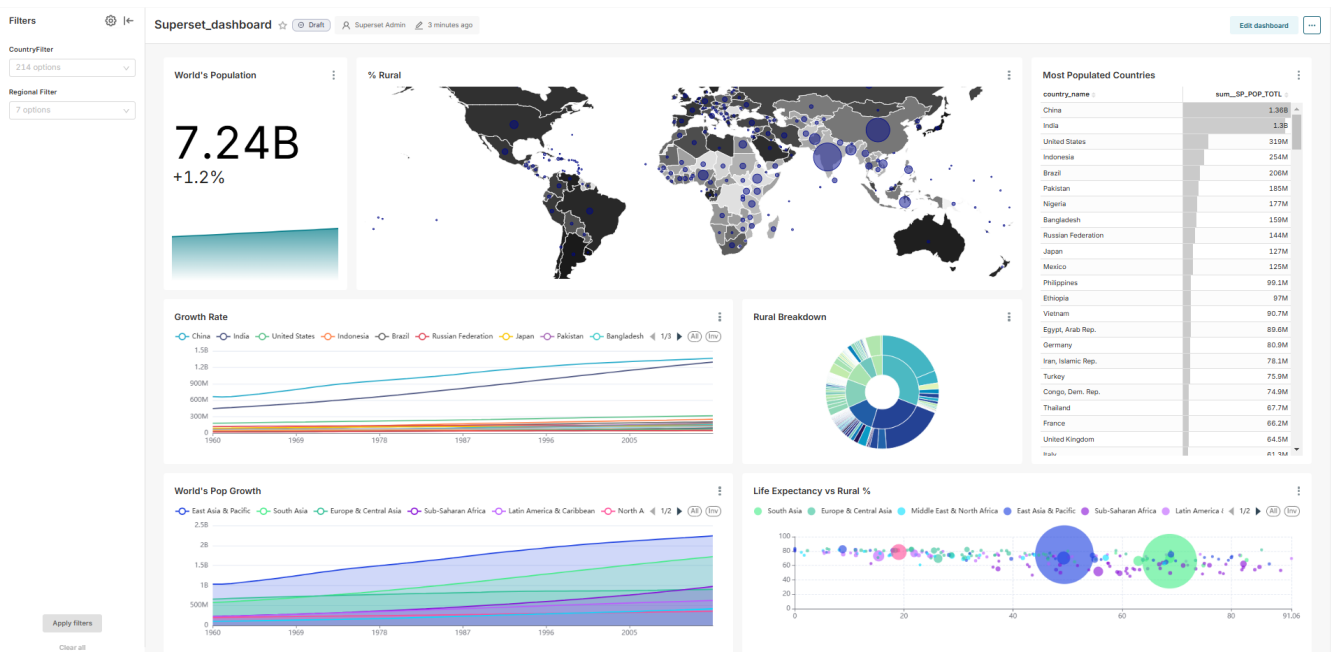 Filters
CountryFilter
214 options
Regional Filter
7 options
Apply filters
Clear all
Superset_dashboard Draft Superset Admin 3 minutes ago
Edit dashboard
World's Population
7.24B
+1.2%
% Rural
Most Populated Countries
country_name sum__SP_POP_TOTL
China 1.36B
India 1.3B
United States 319M
Indonesia 254M
Brazil 206M
Pakistan 185M
Nigeria 177M
Bangladesh 159M
Russian Federation 144M
Japan 127M
Mexico 125M
Philippines 99.1M
Ethiopia 97M
Vietnam 90.7M
Egypt, Arab Rep. 89.6M
Germany 80.9M
Iran, Islamic Rep. 78.1M
Turkey 75.9M
Congo, Dem. Rep. 74.9M
Thailand 67.7M
France 66.2M
United Kingdom 64.5M
Italy 61.3M
Growth Rate
China India United States Indonesia Brazil Russian Federation Japan Pakistan Bangladesh 1/3 All Inv
1.5B
1.2B
900M
600M
300M
0
1960 1969 1978 1987 1996 2005
Rural Breakdown
World's Pop Growth
East Asia & Pacific South Asia Europe & Central Asia Sub-Saharan Africa Latin America & Caribbean North A 1/2 All Inv
2.5B
2B
1.5B
1B
500M
0
1960 1969 1978 1987 1996 2005
Life Expectancy vs Rural %
South Asia Europe & Central Asia Middle East & North Africa East Asia & Pacific Sub-Saharan Africa Latin America & 1/2 All Inv
100
80
60
40
20
0
0 20 40 60 80 91.06